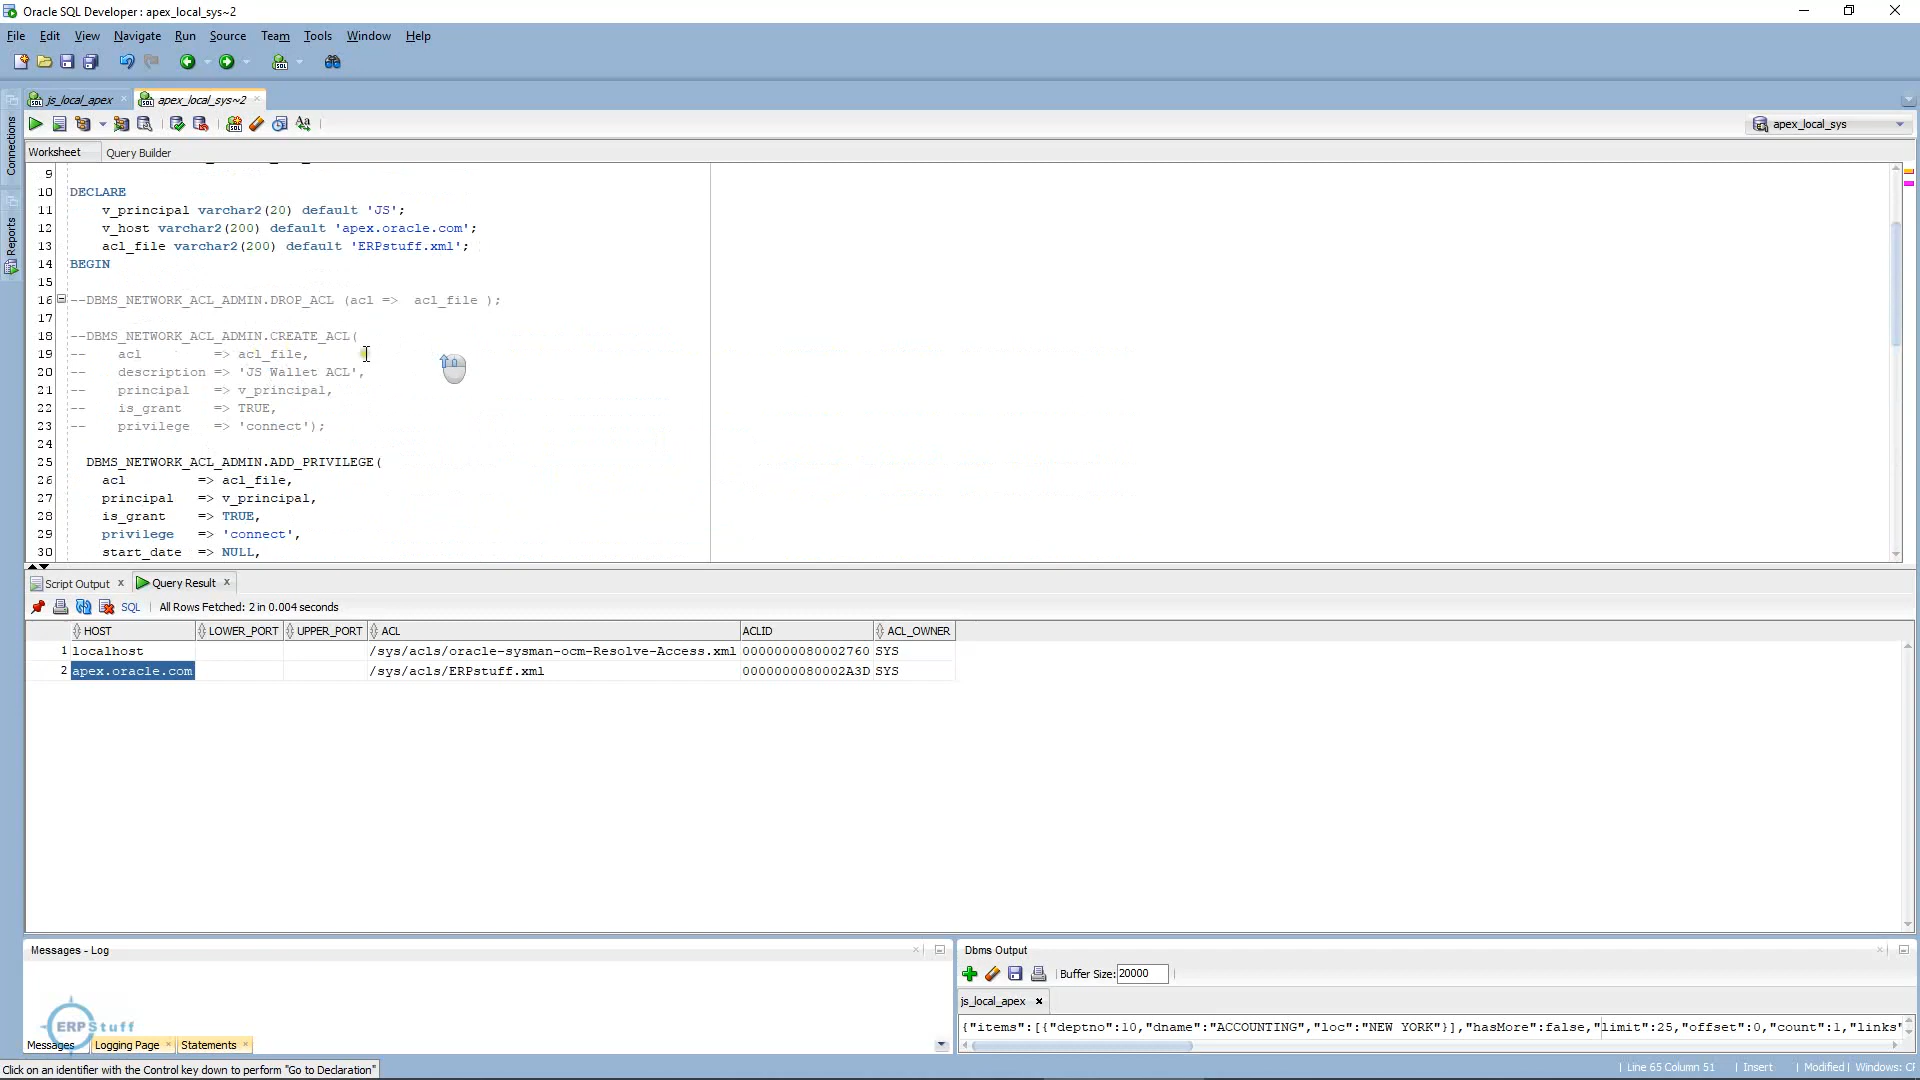 Oracle SQL Developer : apex_local_sys~2
File Edit View Navigate Run Source Team Tools Window Help
js_local_apex apex_local_sys~2
apex_local_sys
Connections
Reports
Worksheet Query Builder
9
10 DECLARE
11 v_principal varchar2(20) default 'JS';
12 v_host varchar2(200) default 'apex.oracle.com';
13 acl_file varchar2(200) default 'ERPstuff.xml';
14 BEGIN
15
16 --DBMS_NETWORK_ACL_ADMIN.DROP_ACL (acl => acl_file );
17
18 --DBMS_NETWORK_ACL_ADMIN.CREATE_ACL(
19 -- acl => acl_file,
20 -- description => 'JS Wallet ACL',
21 -- principal => v_principal,
22 -- is_grant => TRUE,
23 -- privilege => 'connect');
24
25 DBMS_NETWORK_ACL_ADMIN.ADD_PRIVILEGE(
26 acl => acl_file,
27 principal => v_principal,
28 is_grant => TRUE,
29 privilege => 'connect',
30 start_date => NULL,
Script Output Query Result
SQL All Rows Fetched: 2 in 0.004 seconds
HOST LOWER_PORT UPPER_PORT ACL ACLID ACL_OWNER
1 localhost /sys/acls/oracle-sysman-ocm-Resolve-Access.xml 0000000080002760 SYS
2 apex.oracle.com /sys/acls/ERPstuff.xml 0000000080002A3D SYS
Messages - Log
Dbms Output
Buffer Size: 20000
js_local_apex
{"items":[{"deptno":10,"dname":"ACCOUNTING","loc":"NEW YORK"}],"hasMore":false,"limit":25,"offset":0,"count":1,"links"
ERPStuff
Messages Logging Page Statements
Click on an identifier with the Control key down to perform "Go to Declaration"
Line 65 Column 51 Insert Modified Windows: CF